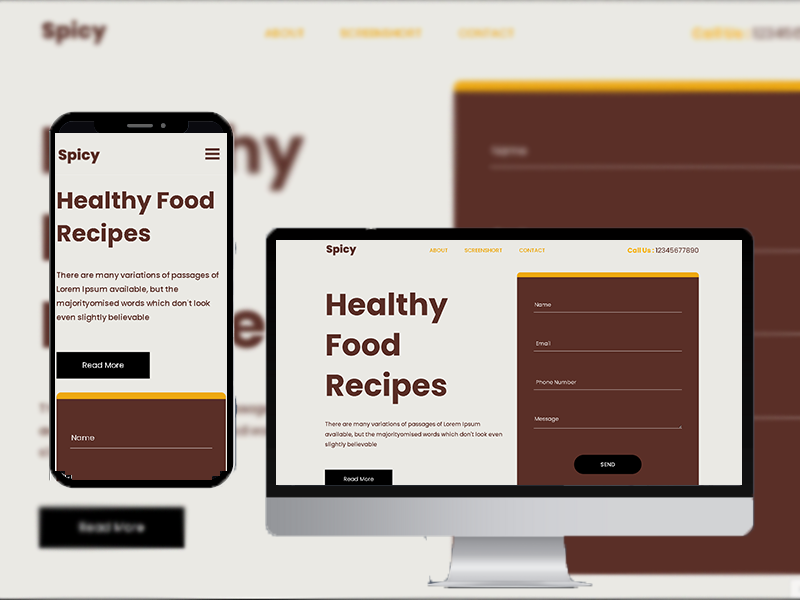 Spicy
ABOUT SCREENSHORT CONTACT
Call Us :
Name
Read More
Spicy
Healthy Food
Recipes
There are many variations of passages of
Lorem Ipsum available, but the
majorityomised words which don't look
even slightly believable
Read More
Name
Spicy ABOUT SCREENSHORT CONTACT Call Us : 12345677890
Healthy
Food
Recipes
There are many variations of passages of Lorem Ipsum
available, but the majorityomised words which don't look even
slightly believable
Read More
Name
Email
Phone Number
Message
SEND